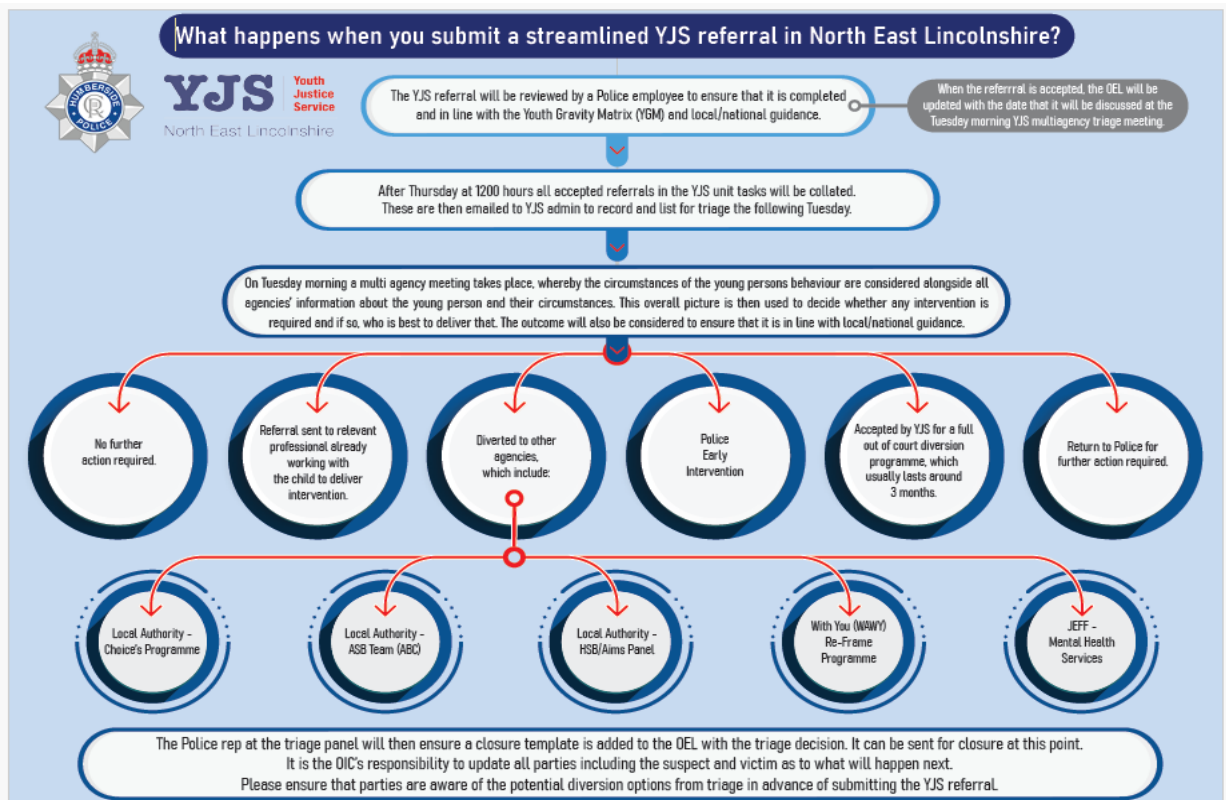 What happens when you submit a streamlined YJS referral in North East Lincolnshire?
HUMBERSIDE
POLICE
YJS
Youth
Justice
Service
North East Lincolnshire
The YJS referral will be reviewed by a Police employee to ensure that it is completed
and in line with the Youth Gravity Matrix (YGM) and local/national guidance.
When the referrral is accepted, the OEL will be
updated with the date that it will be discussed at the
Tuesday morning YJS multiagency triage meeting.
After Thursday at 1200 hours all accepted referrals in the YJS unit tasks will be collated.
These are then emailed to YJS admin to record and list for triage the following Tuesday.
On Tuesday morning a multi agency meeting takes place, whereby the circumstances of the young persons behaviour are considered alongside all
agencies' information about the young person and their circumstances. This overall picture is then used to decide whether any intervention is
required and if so, who is best to deliver that. The outcome will also be considered to ensure that it is in line with local/national guidance.
No further
action required.
Referral sent to relevant
professional already
working with
the child to deliver
intervention.
Diverted to other
agencies,
which include:
Police
Early
Intervention
Accepted by YJS for a full
out of court diversion
programme, which
usually lasts around
3 months.
Return to Police for
further action required.
Local Authority -
Choice's Programme
Local Authority -
ASB Team (ABC)
Local Authority -
HSB/Aims Panel
With You (WAWY)
Re-Frame
Programme
JEFF -
Mental Health
Services
The Police rep at the triage panel will then ensure a closure template is added to the OEL with the triage decision. It can be sent for closure at this point.
It is the OIC's responsibility to update all parties including the suspect and victim as to what will happen next.
Please ensure that parties are aware of the potential diversion options from triage in advance of submitting the YJS referral.